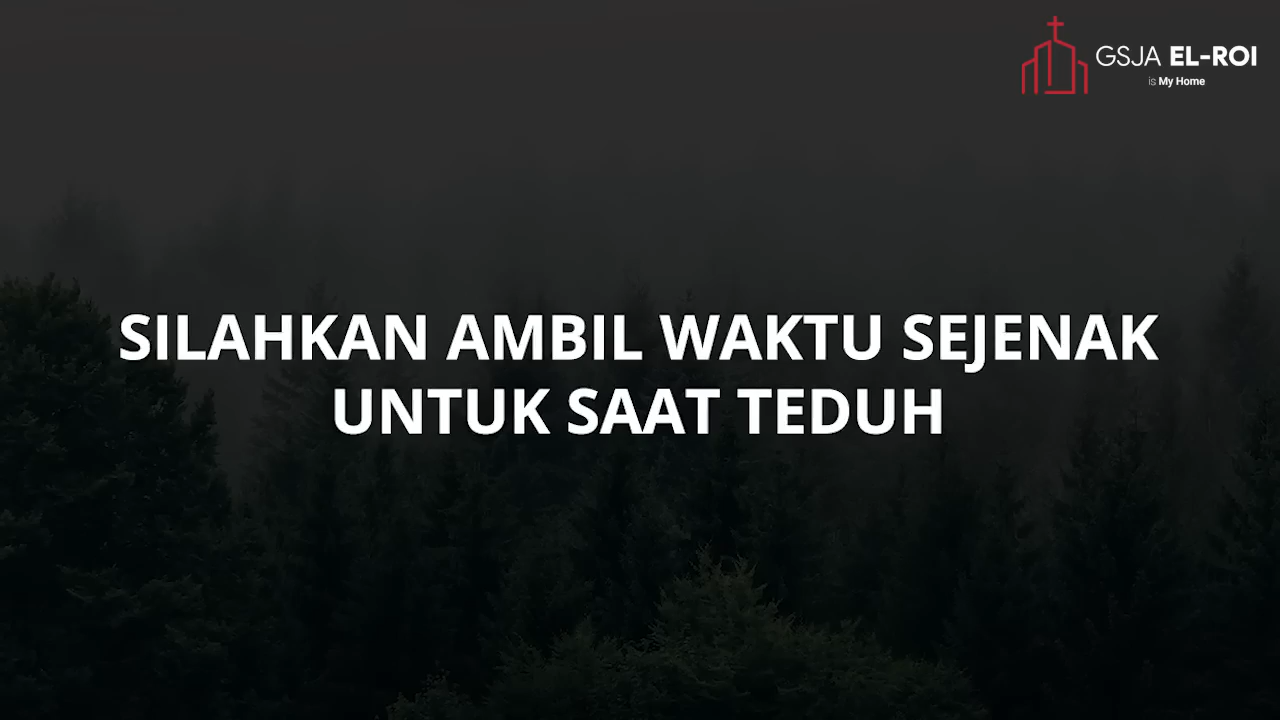 GSJA EL-ROI
is My Home
SILAHKAN AMBIL WAKTU SEJENAK
UNTUK SAAT TEDUH